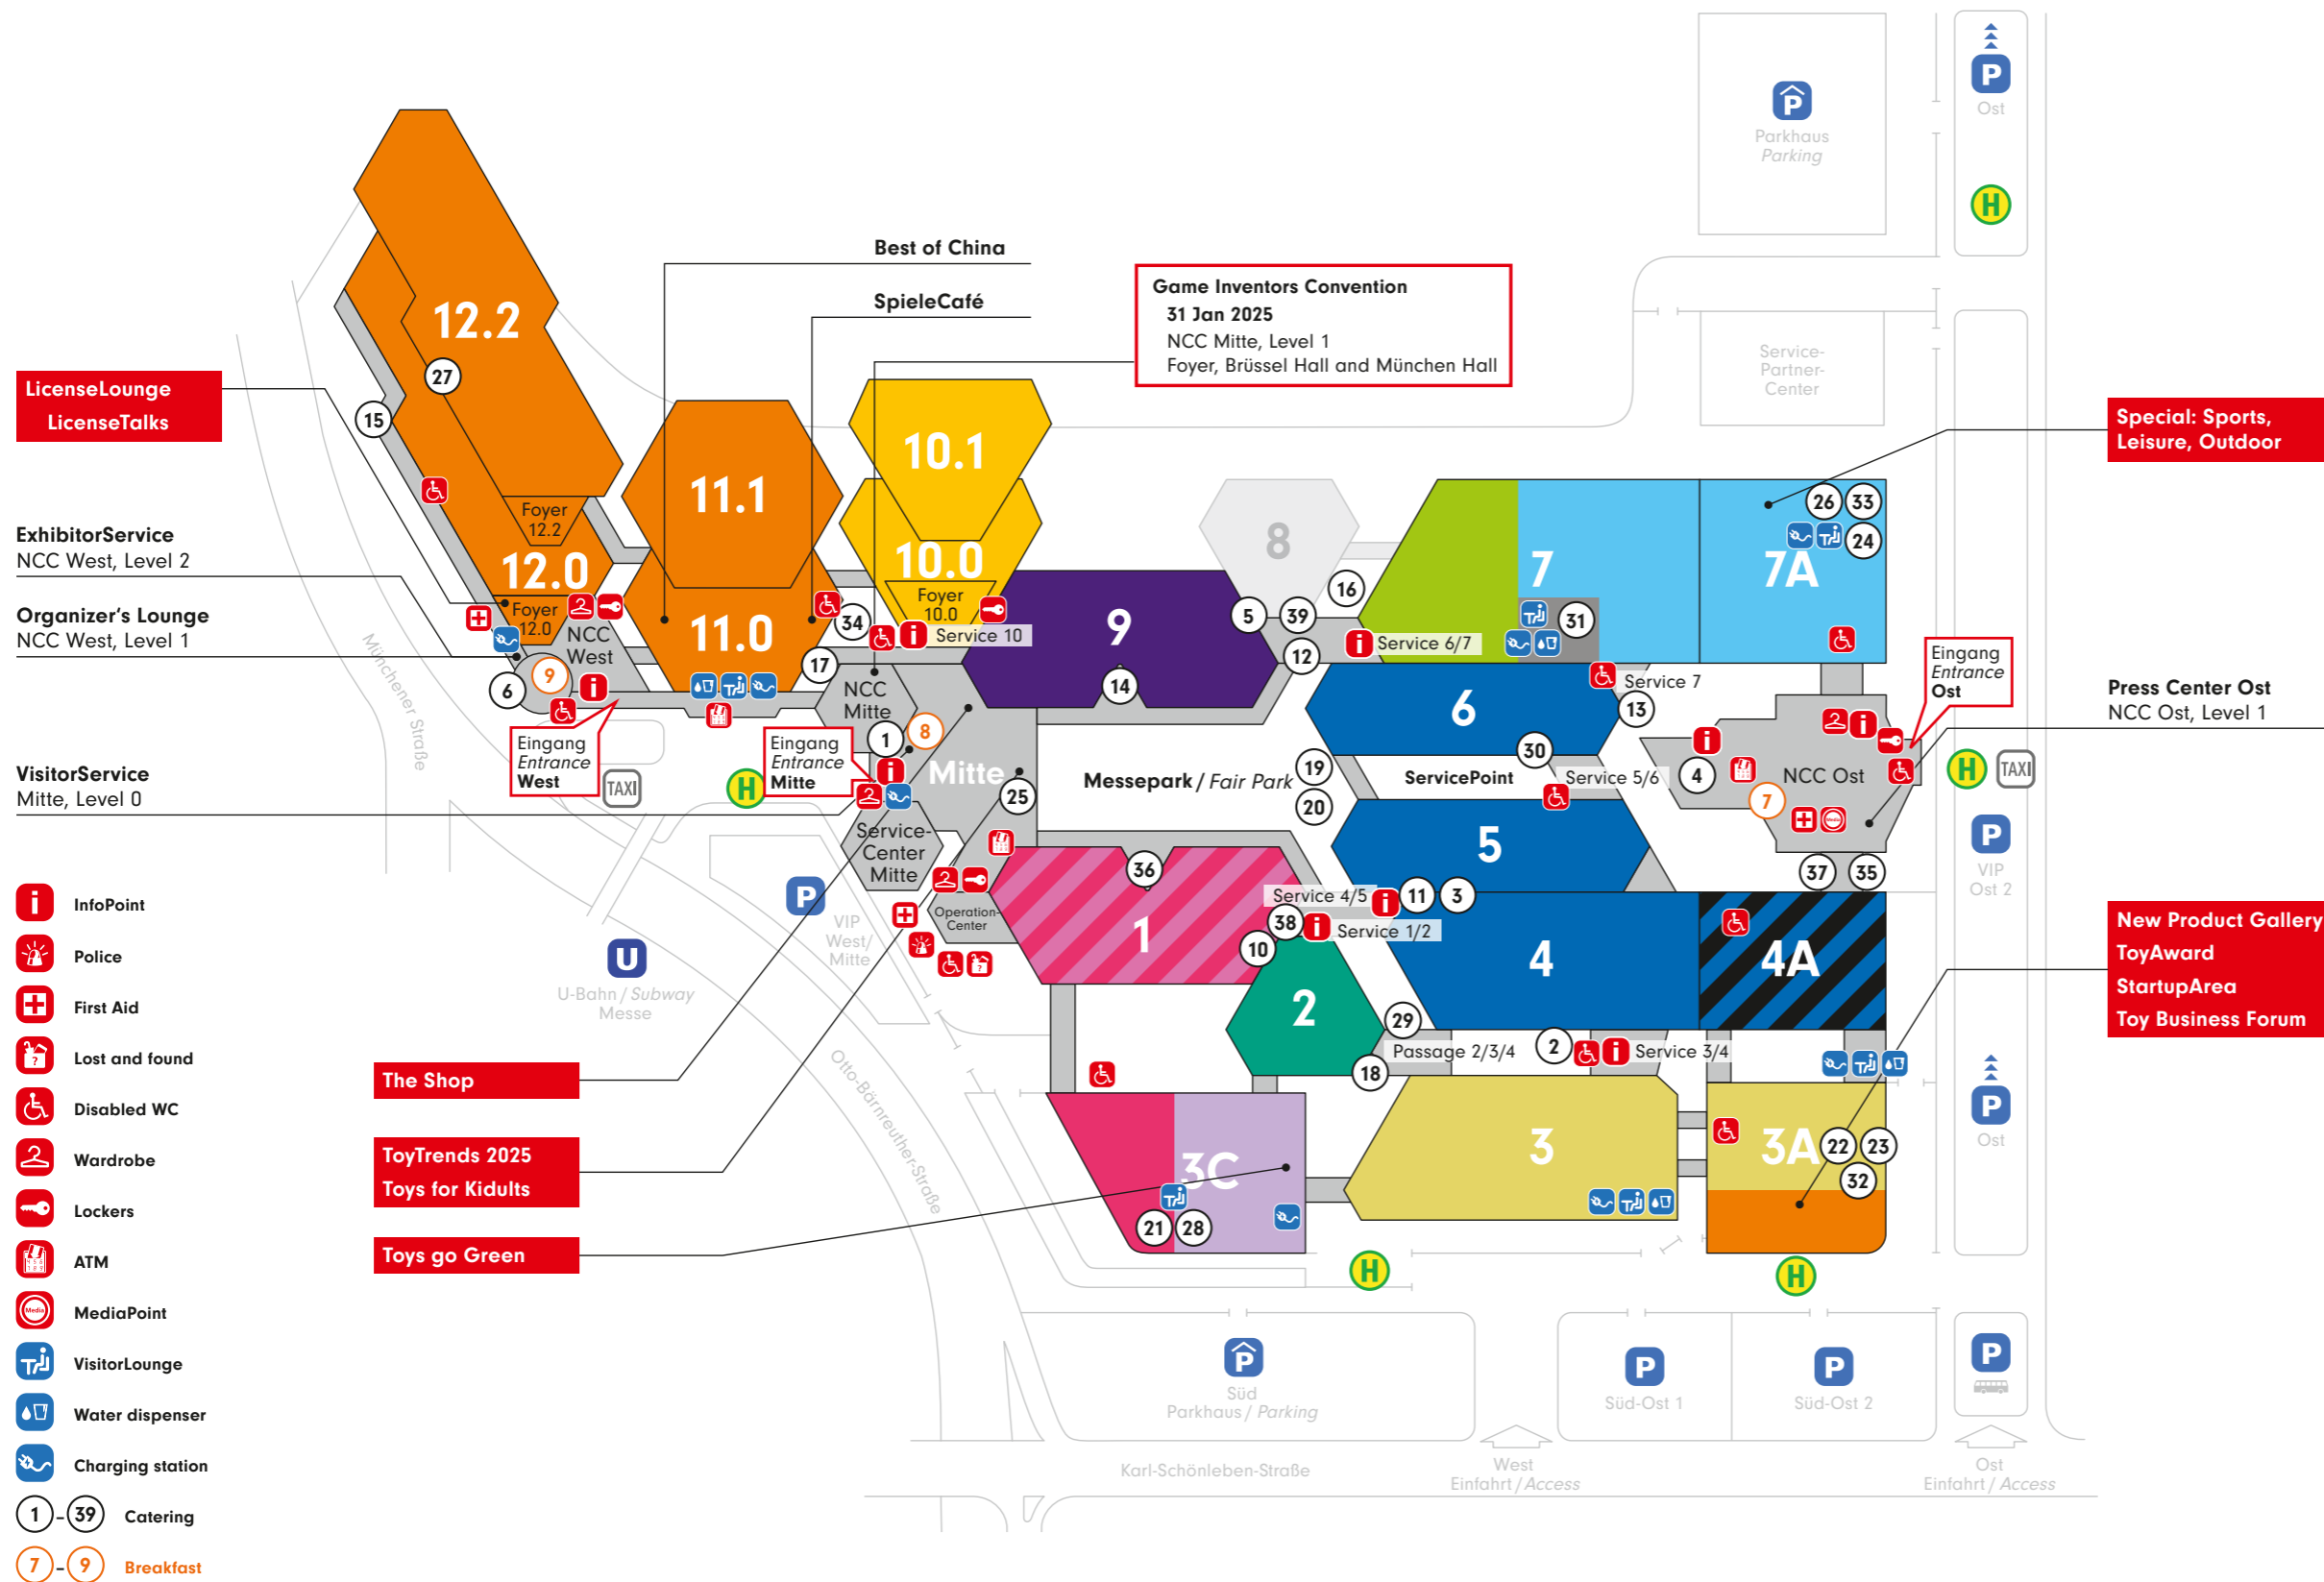 P
Ost
P
Parkhaus
Parking
H
Best of China
SpieleCafé
Game Inventors Convention
31 Jan 2025
NCC Mitte, Level 1
Foyer, Brüssel Hall and München Hall
Service-
Partner-
Center
12.2
27
15
LicenseLounge
LicenseTalks
Special: Sports,
Leisure, Outdoor
10.1
11.1
Foyer
12.2
12.0
10.0
8
7
7A
26
33
24
ExhibitorService
NCC West, Level 2
Organizer's Lounge
NCC West, Level 1
Foyer
12.0
NCC
West
11.0
34
Foyer
10.0
i
Service 10
9
5
39
16
12
i
Service 6/7
31
Eingang
Entrance
Ost
6
9
i
17
NCC
Mitte
14
6
Service 7
13
Press Center Ost
NCC Ost, Level 1
Münchener Straße
Eingang
Entrance
West
TAXI
H
Eingang
Entrance
Mitte
1
8
i
Mitte
25
Messepark / Fair Park
19
20
30
ServicePoint
Service 5/6
i
4
7
i
NCC Ost
Media
H
TAXI
VisitorService
Mitte, Level 0
Service-
Center
Mitte
5
P
VIP
Ost 2
37
35
P
VIP
West/
Mitte
Operation-
Center
36
1
Service 4/5
i
11
3
38
i
Service 1/2
10
4
4A
New Product Gallery
ToyAward
StartupArea
Toy Business Forum
U
U-Bahn / Subway
Messe
2
29
Passage 2/3/4
18
2
i
Service 3/4
Otto-Bärnreuther-Straße
The Shop
ToyTrends 2025
Toys for Kidults
Toys go Green
3C
21
28
3
3A
22
23
32
P
Ost
H
H
i
InfoPoint
Police
First Aid
?
Lost and found
Disabled WC
Wardrobe
Lockers
ATM
Media
MediaPoint
VisitorLounge
Water dispenser
Charging station
1 – 39 Catering
7 – 9 Breakfast
P
Süd
Parkhaus / Parking
P
Süd-Ost 1
P
Süd-Ost 2
P
Karl-Schönleben-Straße
West
Einfahrt / Access
Ost
Einfahrt / Access